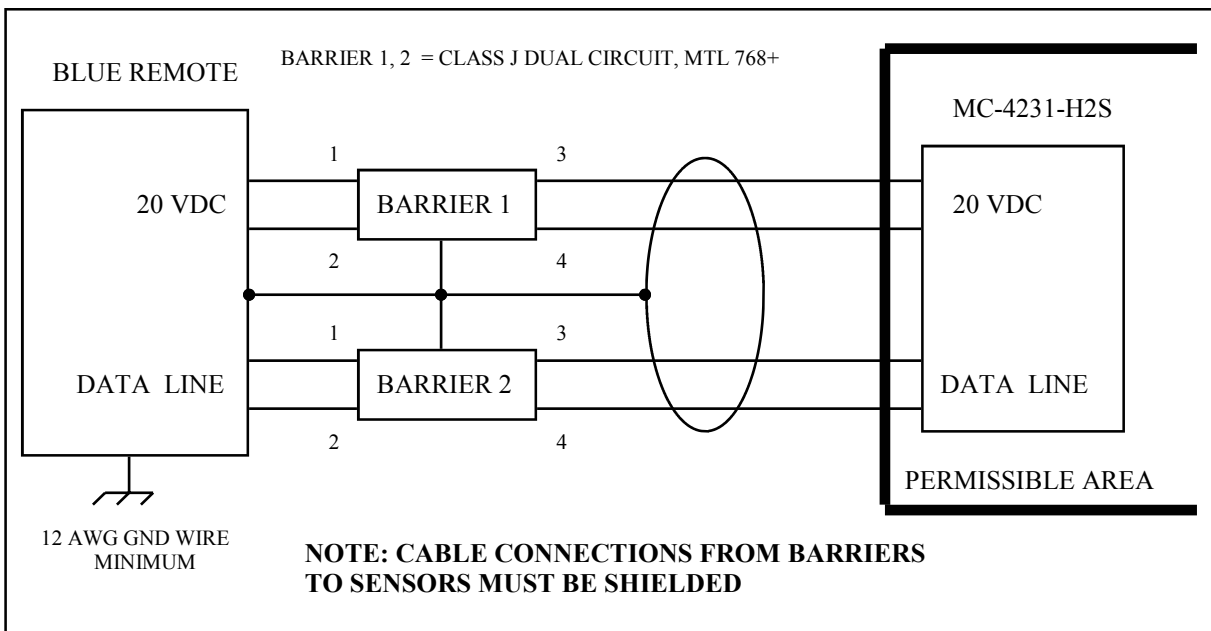 BARRIER 1, 2 = CLASS J DUAL CIRCUIT, MTL 768+
BLUE REMOTE
MC-4231-H2S
1
3
20 VDC
BARRIER 1
20 VDC
2
4
1
3
DATA LINE
BARRIER 2
DATA LINE
2
4
PERMISSIBLE AREA
12 AWG GND WIRE
MINIMUM
NOTE: CABLE CONNECTIONS FROM BARRIERS
TO SENSORS MUST BE SHIELDED